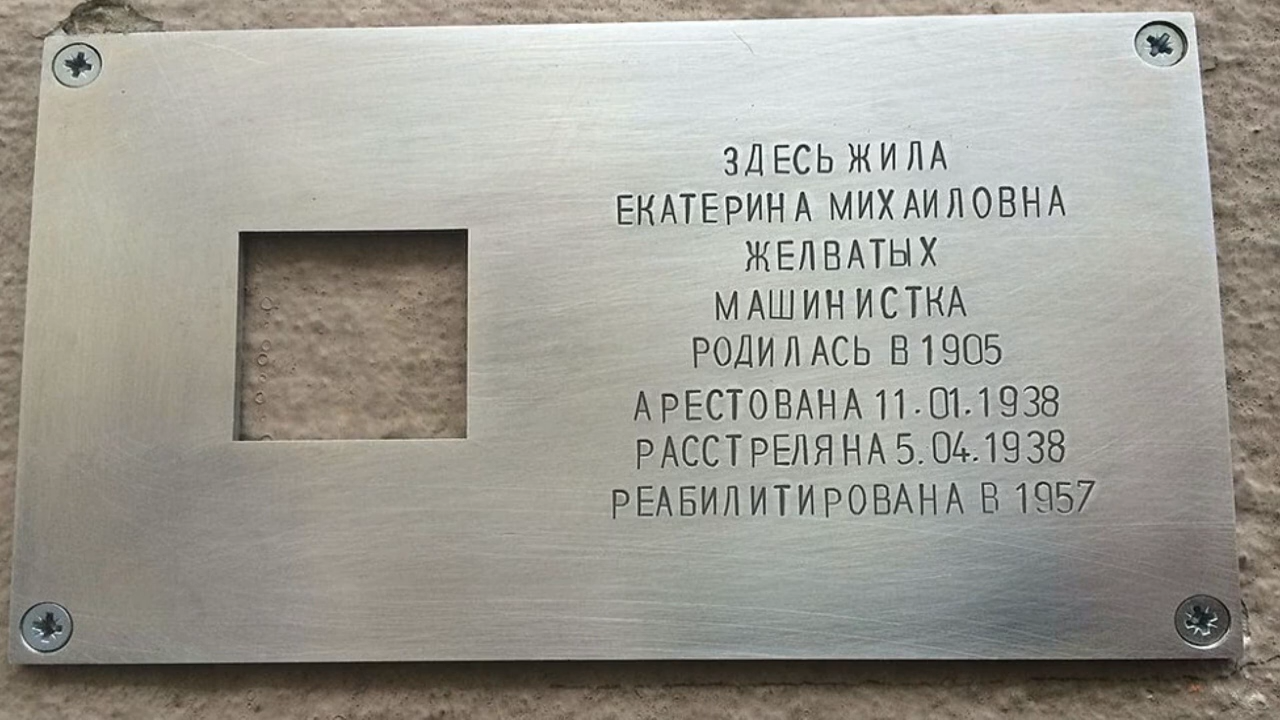 ЗДЕСЬ ЖИЛА
ЕКАТЕРИНА МИХАИЛОВНА
ЖЕЛВАТЫХ
МАШИНИСТКА
РОДИЛАСЬ В 1905
АРЕСТОВАНА 11.01.1938
РАССТРЕЛЯНА 5.04.1938
РЕАБИЛИТИРОВАНА В 1957